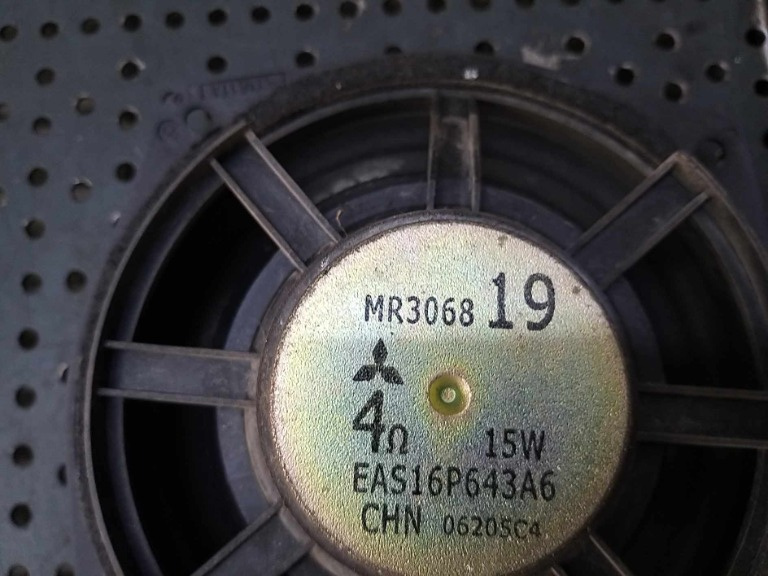 MR3068 19
4Ω 15W
EAS16P643A6
CHN 06205C4